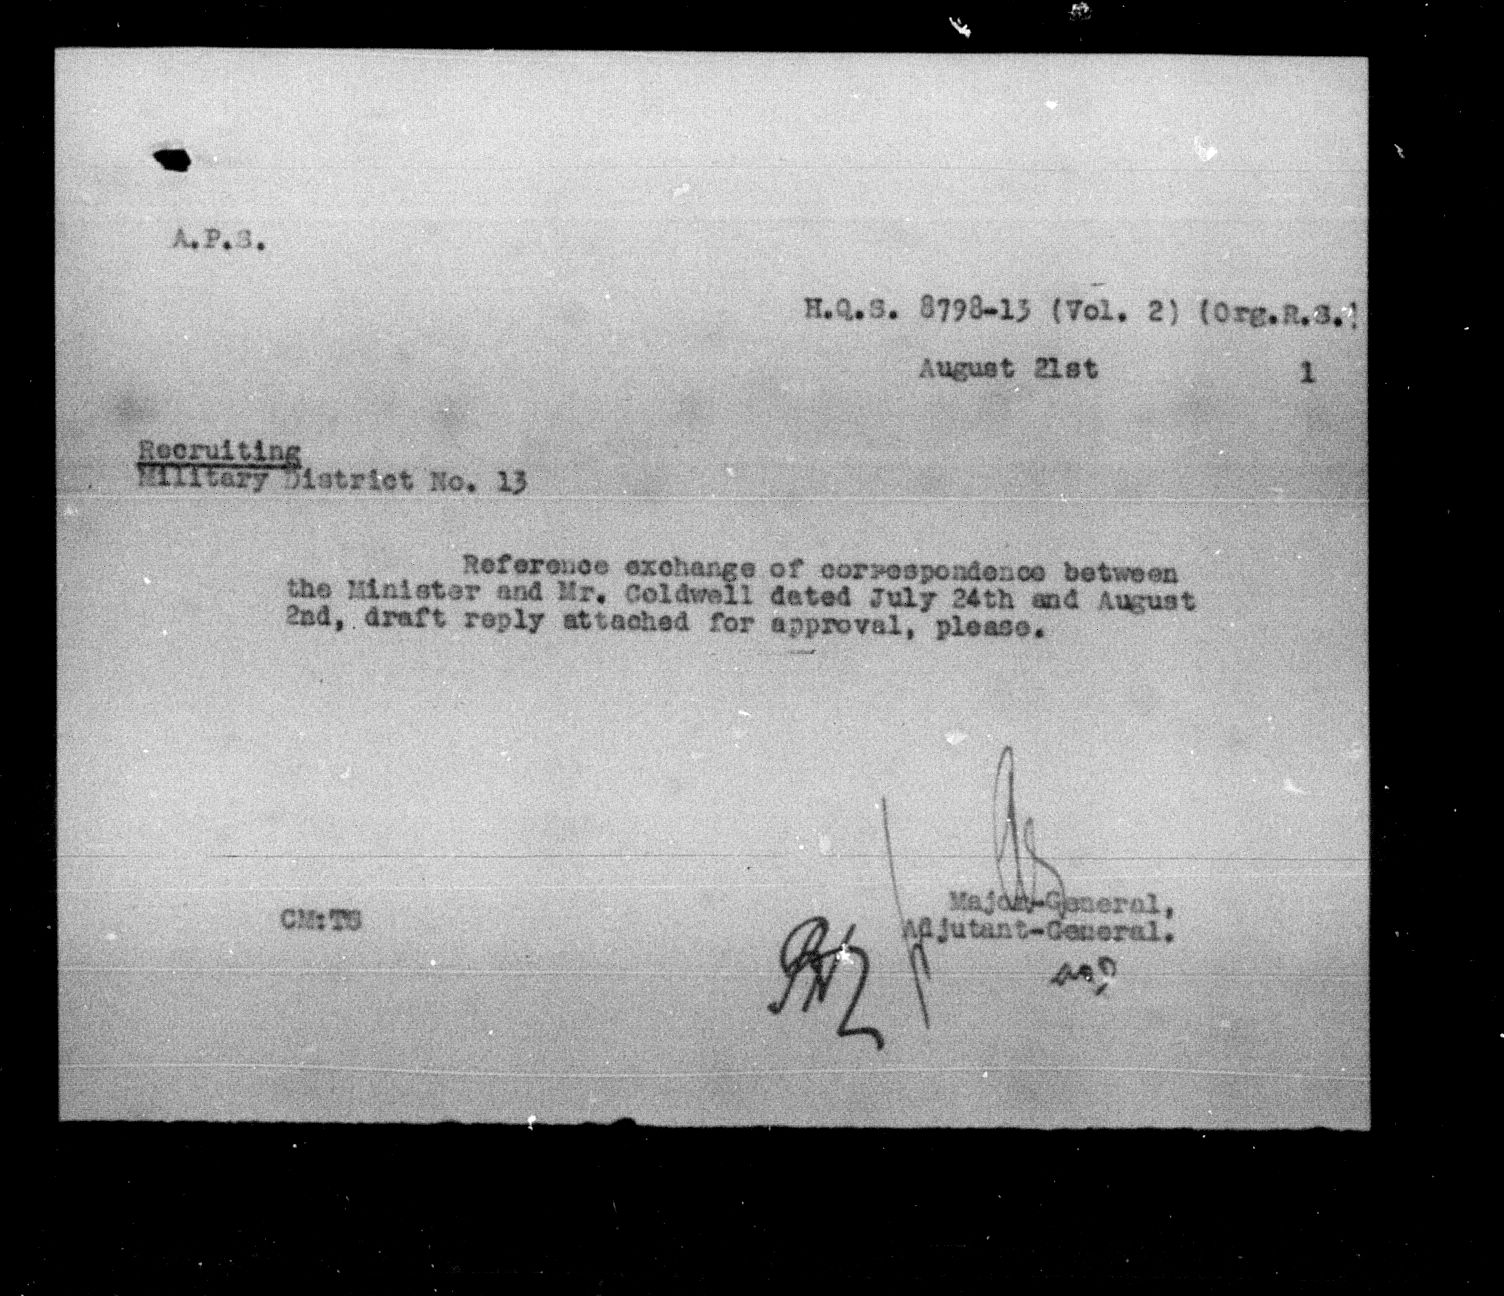 A.P.S.
H.Q.S. 8798-13 (Vol. 2) (Org.R.S.)
August 21st 1
Recruiting
Military District No. 13
Reference exchange of correspondence between
the Minister and Mr. Coldwell dated July 24th and August
2nd, draft reply attached for approval, please.
Major-General,
Adjutant-General.
CM:TS